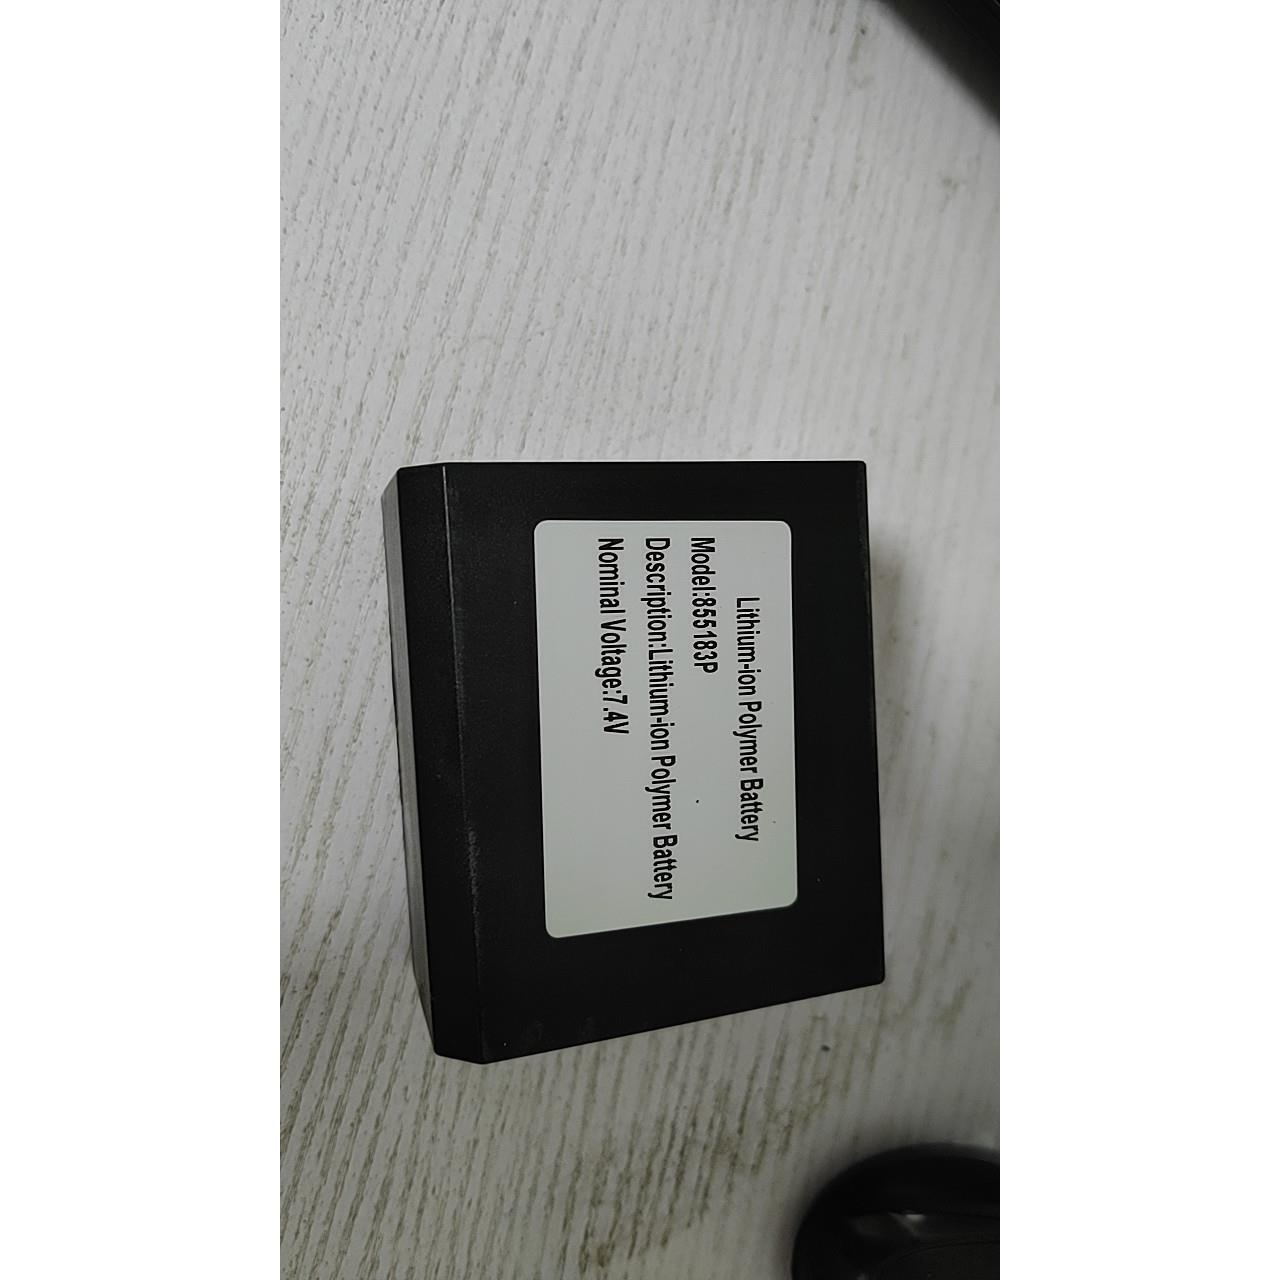 Lithium-ion Polymer Battery
Model:855183P
Description:Lithium-ion Polymer Battery
Nominal Voltage:7.4V